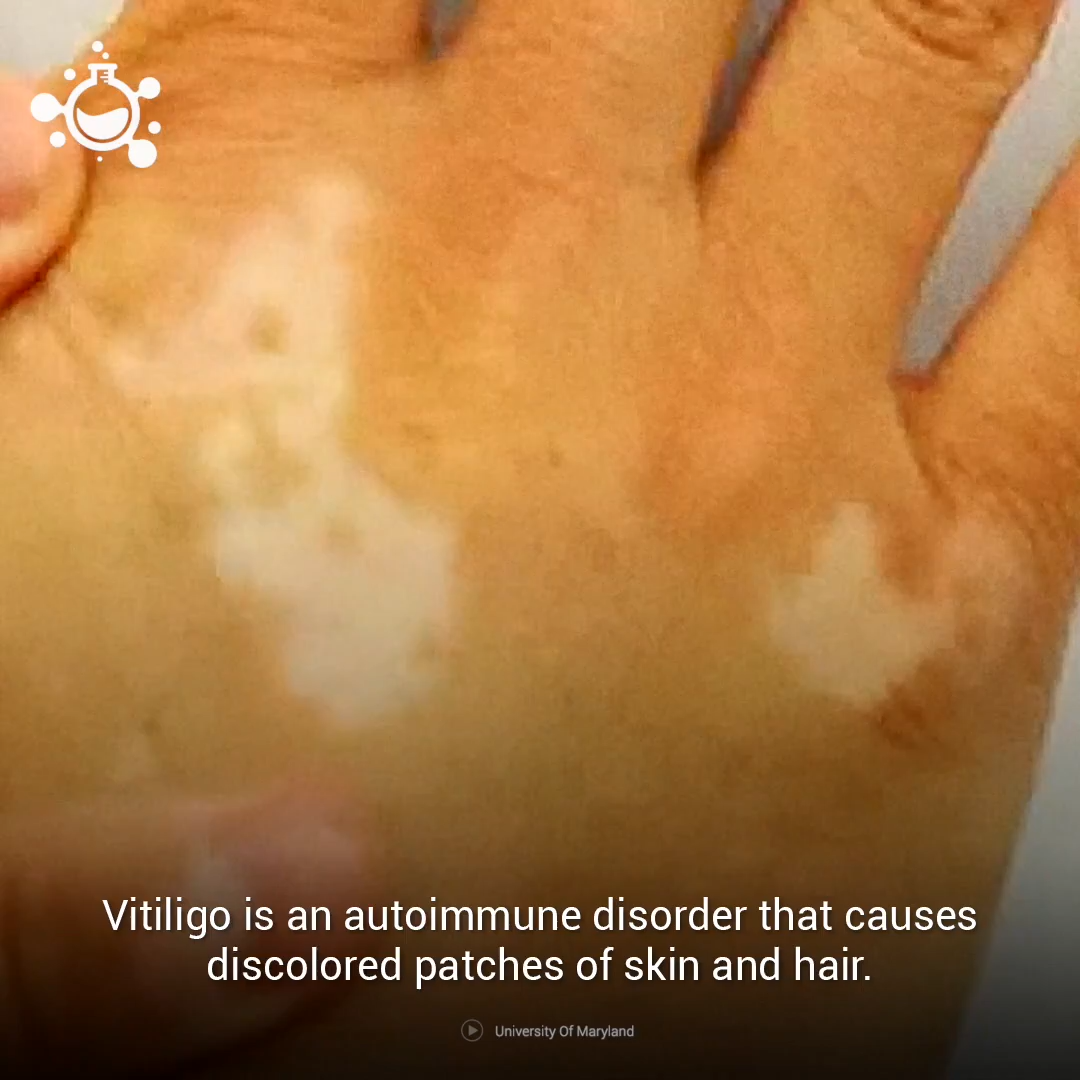 Vitiligo is an autoimmune disorder that causes
discolored patches of skin and hair.
University Of Maryland